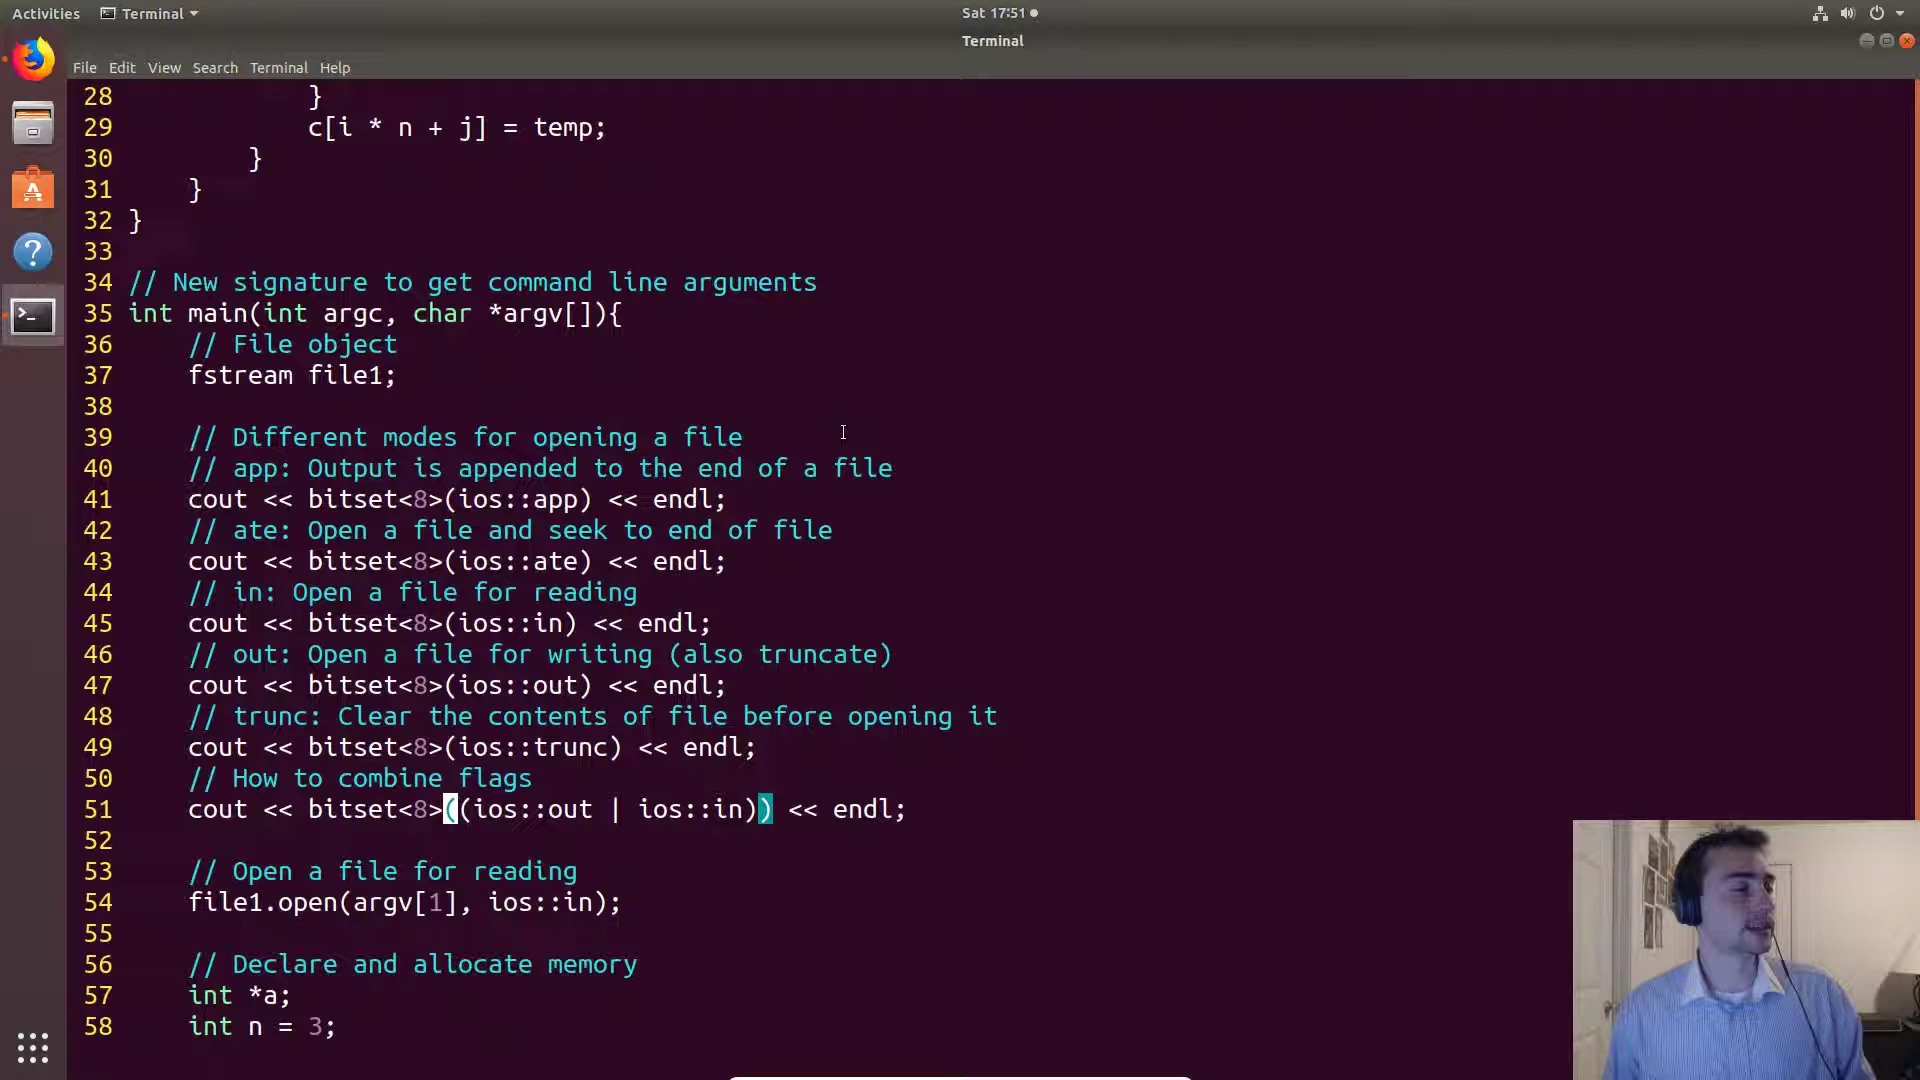 Activities Terminal Sat 17:51
Terminal
File Edit View Search Terminal Help
28 }
29 c[i * n + j] = temp;
30 }
31 }
32 }
33
34 // New signature to get command line arguments
35 int main(int argc, char *argv[]){
36 // File object
37 fstream file1;
38
39 // Different modes for opening a file
40 // app: Output is appended to the end of a file
41 cout << bitset<8>(ios::app) << endl;
42 // ate: Open a file and seek to end of file
43 cout << bitset<8>(ios::ate) << endl;
44 // in: Open a file for reading
45 cout << bitset<8>(ios::in) << endl;
46 // out: Open a file for writing (also truncate)
47 cout << bitset<8>(ios::out) << endl;
48 // trunc: Clear the contents of file before opening it
49 cout << bitset<8>(ios::trunc) << endl;
50 // How to combine flags
51 cout << bitset<8>((ios::out | ios::in)) << endl;
52
53 // Open a file for reading
54 file1.open(argv[1], ios::in);
55
56 // Declare and allocate memory
57 int *a;
58 int n = 3;